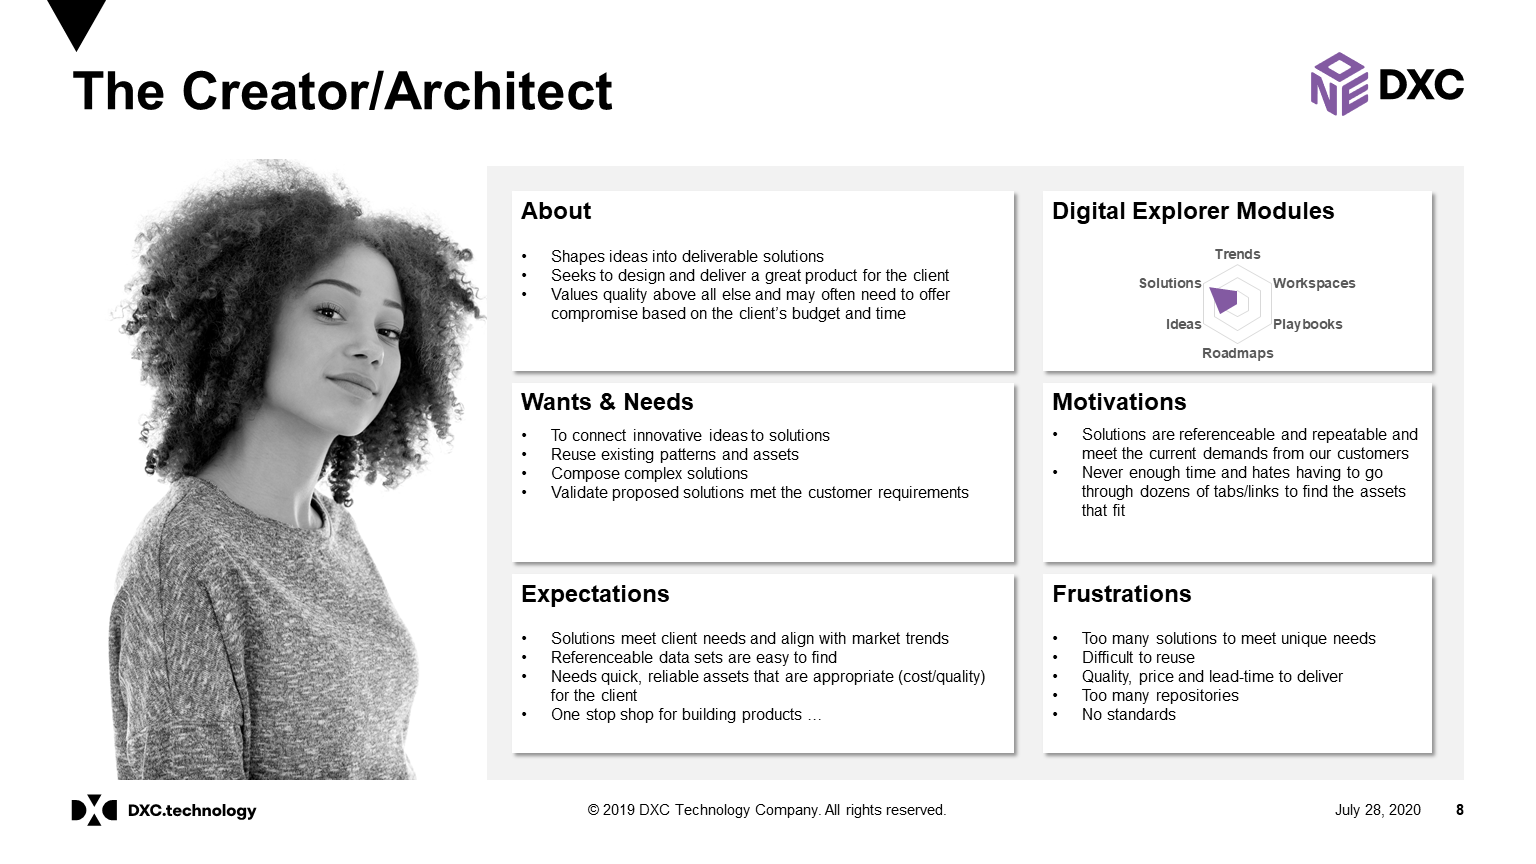 The Creator/Architect
ONE DXC
About
• Shapes ideas into deliverable solutions
• Seeks to design and deliver a great product for the client
• Values quality above all else and may often need to offer
compromise based on the client’s budget and time
Digital Explorer Modules
Trends
Solutions
Workspaces
Ideas
Playbooks
Roadmaps
Wants & Needs
• To connect innovative ideas to solutions
• Reuse existing patterns and assets
• Compose complex solutions
• Validate proposed solutions met the customer requirements
Motivations
• Solutions are referenceable and repeatable and
meet the current demands from our customers
• Never enough time and hates having to go
through dozens of tabs/links to find the assets
that fit
Expectations
• Solutions meet client needs and align with market trends
• Referenceable data sets are easy to find
• Needs quick, reliable assets that are appropriate (cost/quality)
for the client
• One stop shop for building products …
Frustrations
• Too many solutions to meet unique needs
• Difficult to reuse
• Quality, price and lead-time to deliver
• Too many repositories
• No standards
DXC.technology
© 2019 DXC Technology Company. All rights reserved.
July 28, 2020
8